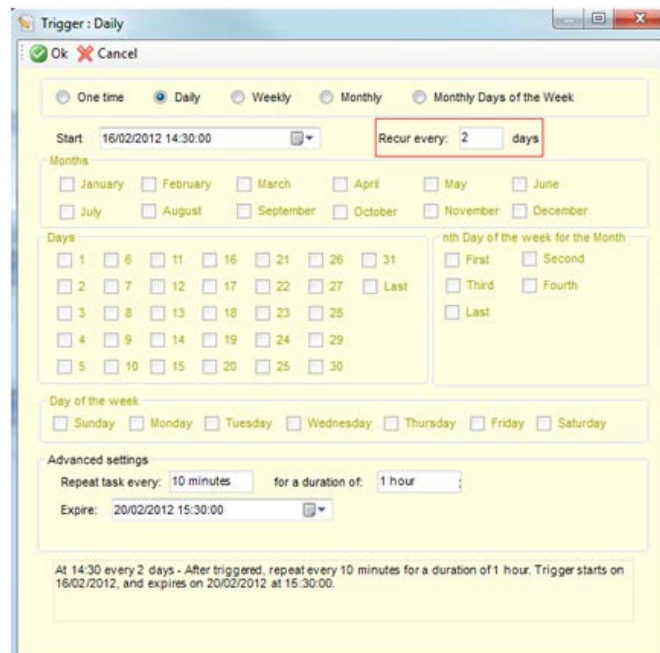 Trigger : Daily
Ok Cancel
One time Daily Weekly Monthly Monthly Days of the Week
Start 16/02/2012 14:30:00 Recur every: 2 days
Months
January February March April May June
July August September October November December
Days nth Day of the week for the Month
1 6 11 16 21 26 31 First Second
2 7 12 17 22 27 Last Third Fourth
3 8 13 18 23 28 Last
4 9 14 19 24 29
5 10 15 20 25 30
Day of the week
Sunday Monday Tuesday Wednesday Thursday Friday Saturday
Advanced settings
Repeat task every: 10 minutes for a duration of: 1 hour ;
Expire: 20/02/2012 15:30:00
At 14:30 every 2 days - After triggered, repeat every 10 minutes for a duration of 1 hour. Trigger starts on
16/02/2012, and expires on 20/02/2012 at 15:30:00.